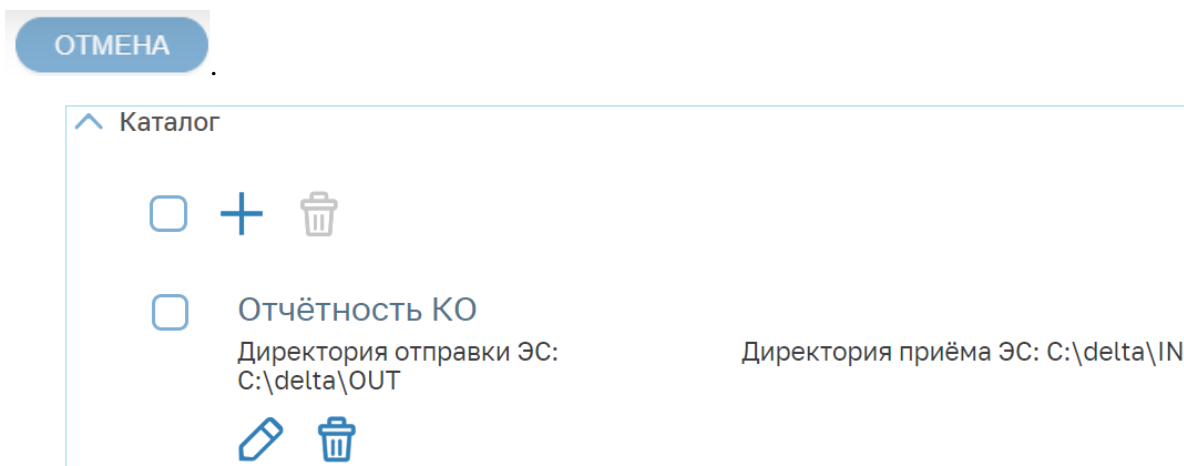 ОТМЕНА.
Каталог
Отчётность КО
Директория отправки ЭС: Директория приёма ЭС: C:\delta\IN
C:\delta\OUT